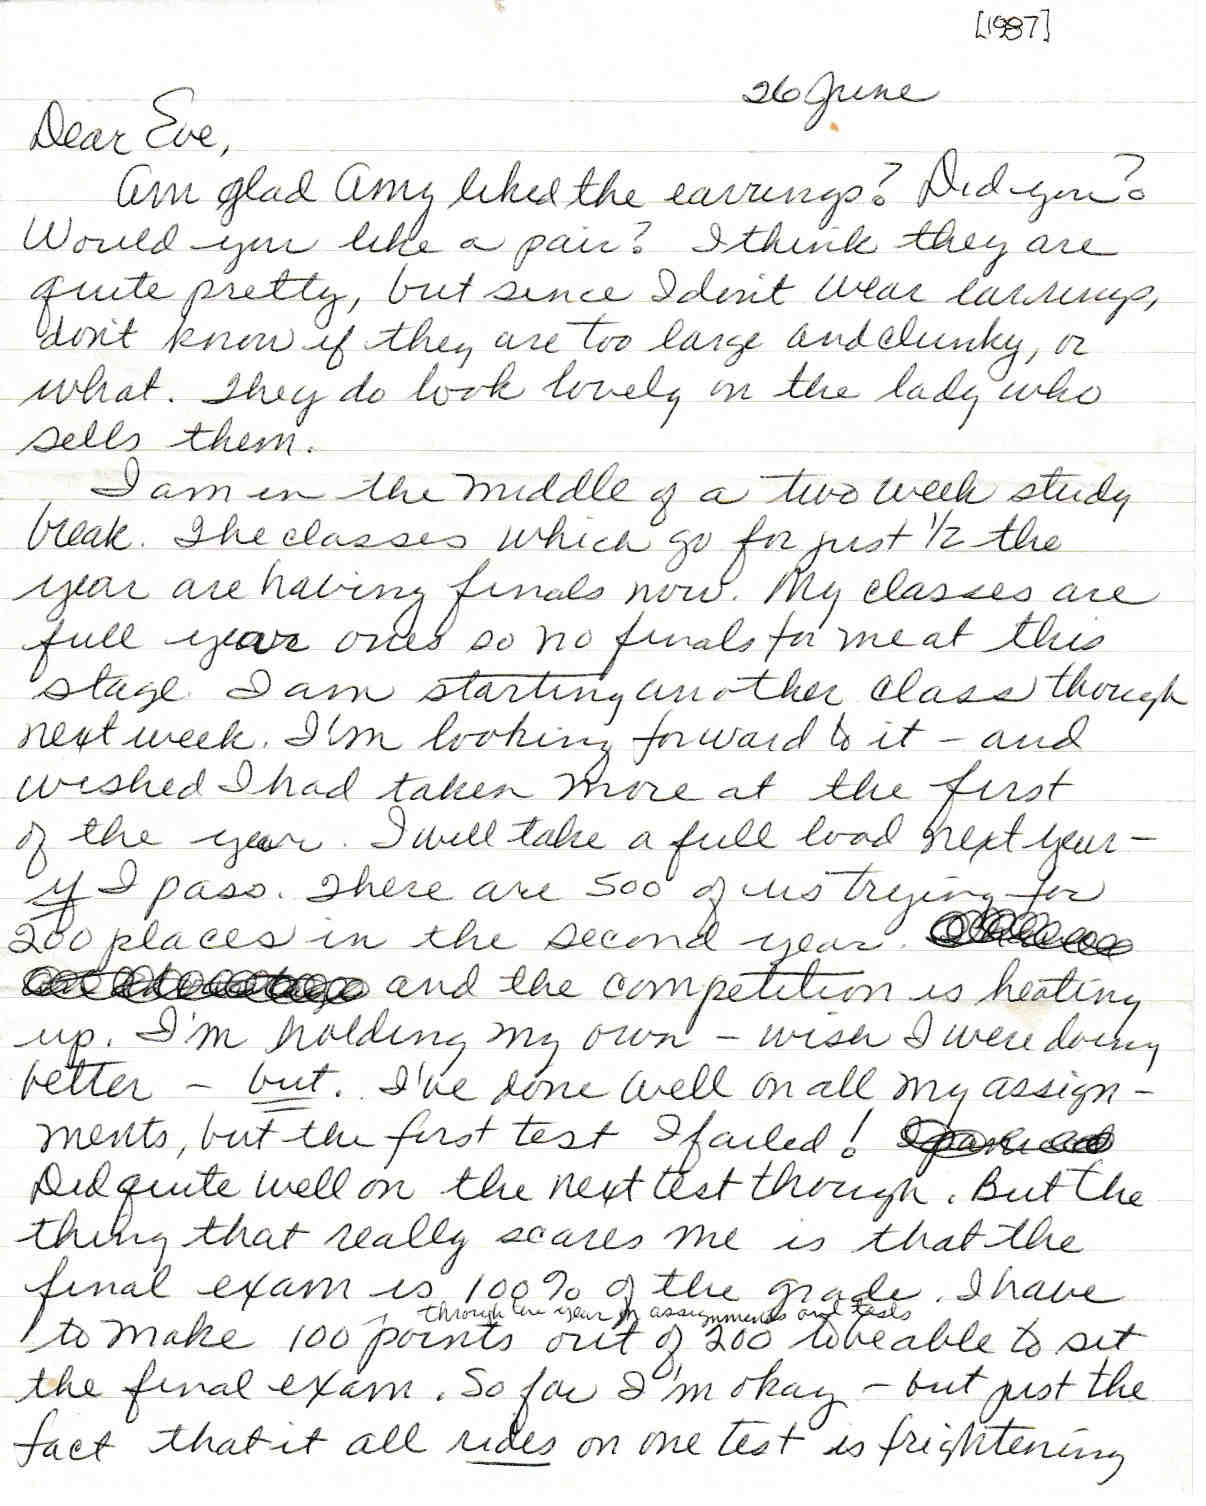 [1987]
26 June
Dear Eve,
Am glad Amy liked the earrings? Did you?
Would you like a pair? I think they are
quite pretty, but since I don't wear earrings,
don't know if they are too large and clunky, or
what. They do look lovely on the lady who
sells them.
I am in the middle of a two week study
break. The classes which go for just 1/2 the
year are having finals now. My classes are
full year ones so no finals for me at this
stage. I am starting another class though
next week. I'm looking forward to it - and
wished I had taken more at the first
of the year. I will take a full load next year -
if I pass. There are 500 of us trying for
200 places in the second year.
and the competition is heating
up. I'm holding my own - wish I were doing
better - but. I've done well on all my assign-
ments, but the first test I failed!
Did quite well on the next test though. But the
thing that really scares me is that the
final exam is 100% of the grade. I have
through the year on assignments and tests
to make 100 points out of 200 to be able to sit
the final exam. So far I'm okay - but just the
fact that it all rides on one test is frightening